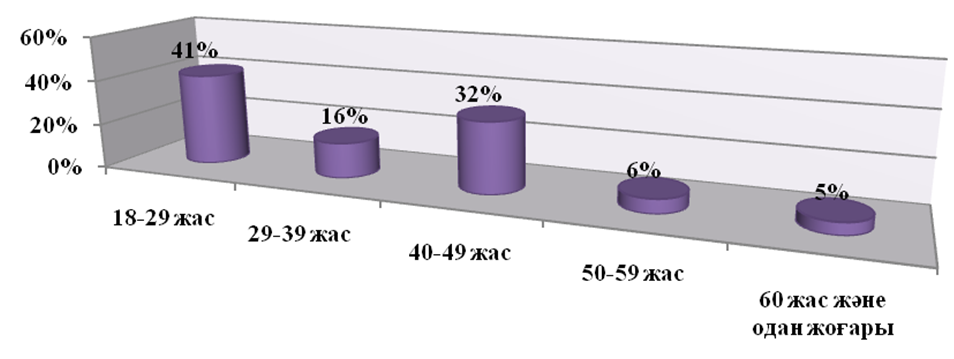 60%
40%
20%
0%
41%
16%
32%
6%
5%
18-29 жас
29-39 жас
40-49 жас
50-59 жас
60 жас және
одан жоғары